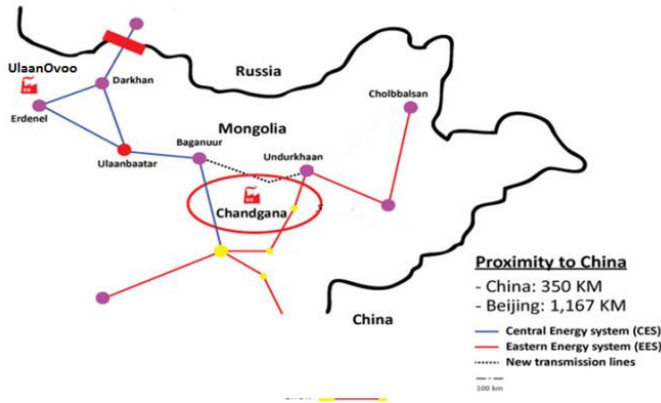 UlaanOvoo
Russia
Darkhan
Erdenel
Cholbbalsan
Mongolia
Baganuur
Ulaanbaatar
Undurkhaan
Chandgana
Proximity to China
- China: 350 KM
- Beijing: 1,167 KM
China
Central Energy system (CES)
Eastern Energy system (EES)
New transmission lines
100 km